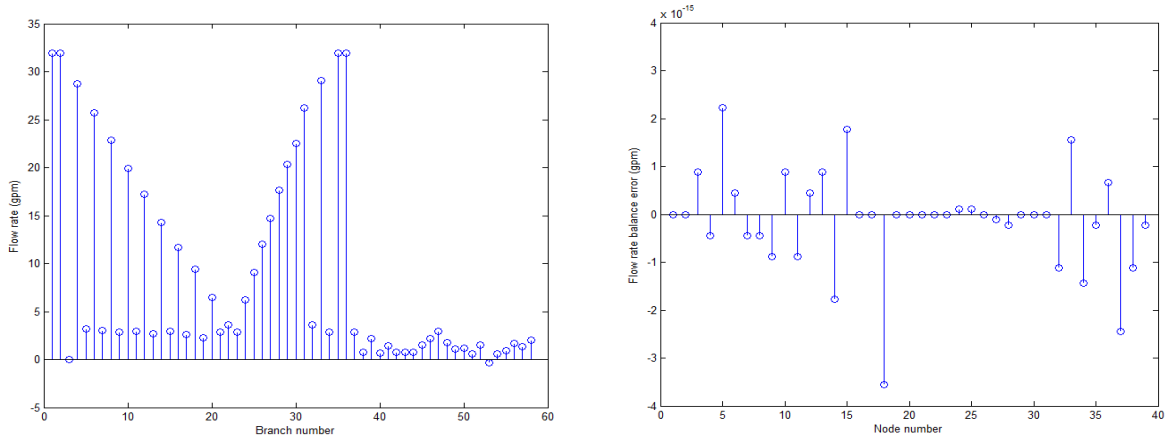 35
30
25
20
15
10
5
0
-5
Flow rate (gpm)
0 10 20 30 40 50 60
Branch number
x 10⁻¹⁵
4
3
2
1
0
-1
-2
-3
-4
Flow rate balance error (gpm)
0 5 10 15 20 25 30 35 40
Node number